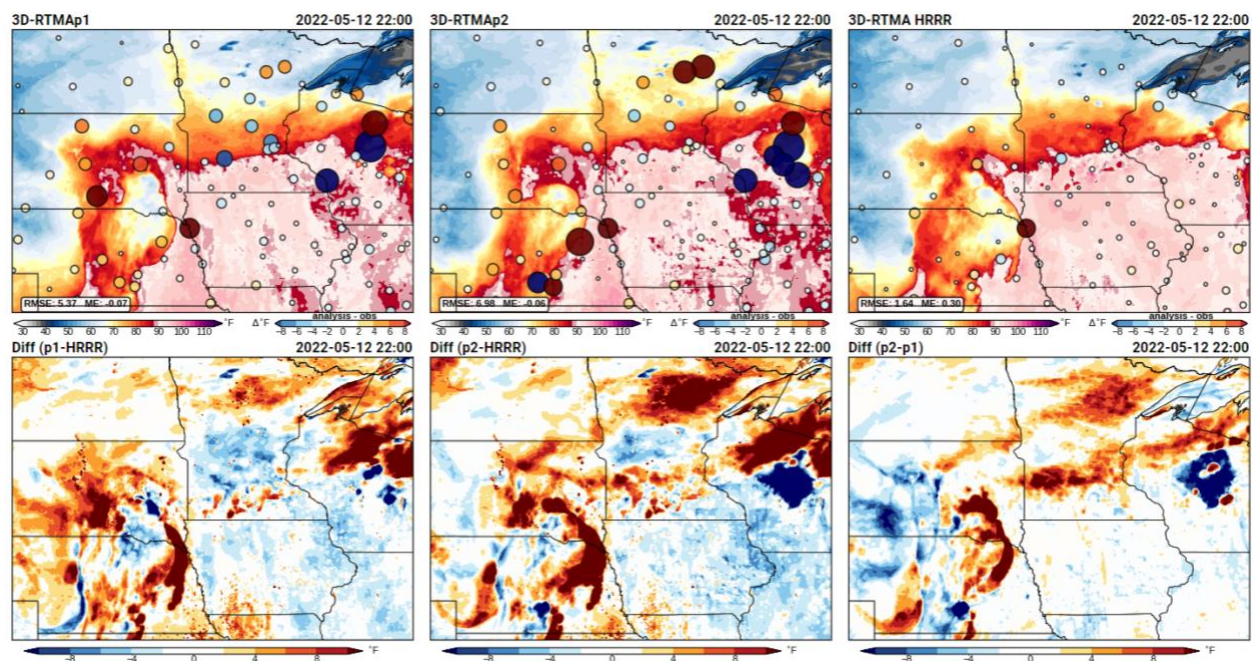 3D-RTMAp1 2022-05-12 22:00
3D-RTMAp2 2022-05-12 22:00
3D-RTMA HRRR 2022-05-12 22:00
RMSE: 5.37 ME: -0.07
analysis - obs
RMSE: 6.98 ME: -0.06
analysis - obs
RMSE: 1.64 ME: 0.30
analysis - obs
30 40 50 60 70 80 90 100 110 °F Δ°F -8 -6 -4 -2 0 2 4 6 8
30 40 50 60 70 80 90 100 110 °F Δ°F -8 -6 -4 -2 0 2 4 6 8
30 40 50 60 70 80 90 100 110 °F Δ°F -8 -6 -4 -2 0 2 4 6 8
Diff (p1-HRRR) 2022-05-12 22:00
Diff (p2-HRRR) 2022-05-12 22:00
Diff (p2-p1) 2022-05-12 22:00
-8 -4 0 4 8 °F
-8 -4 0 4 8 °F
-8 -4 0 4 8 °F